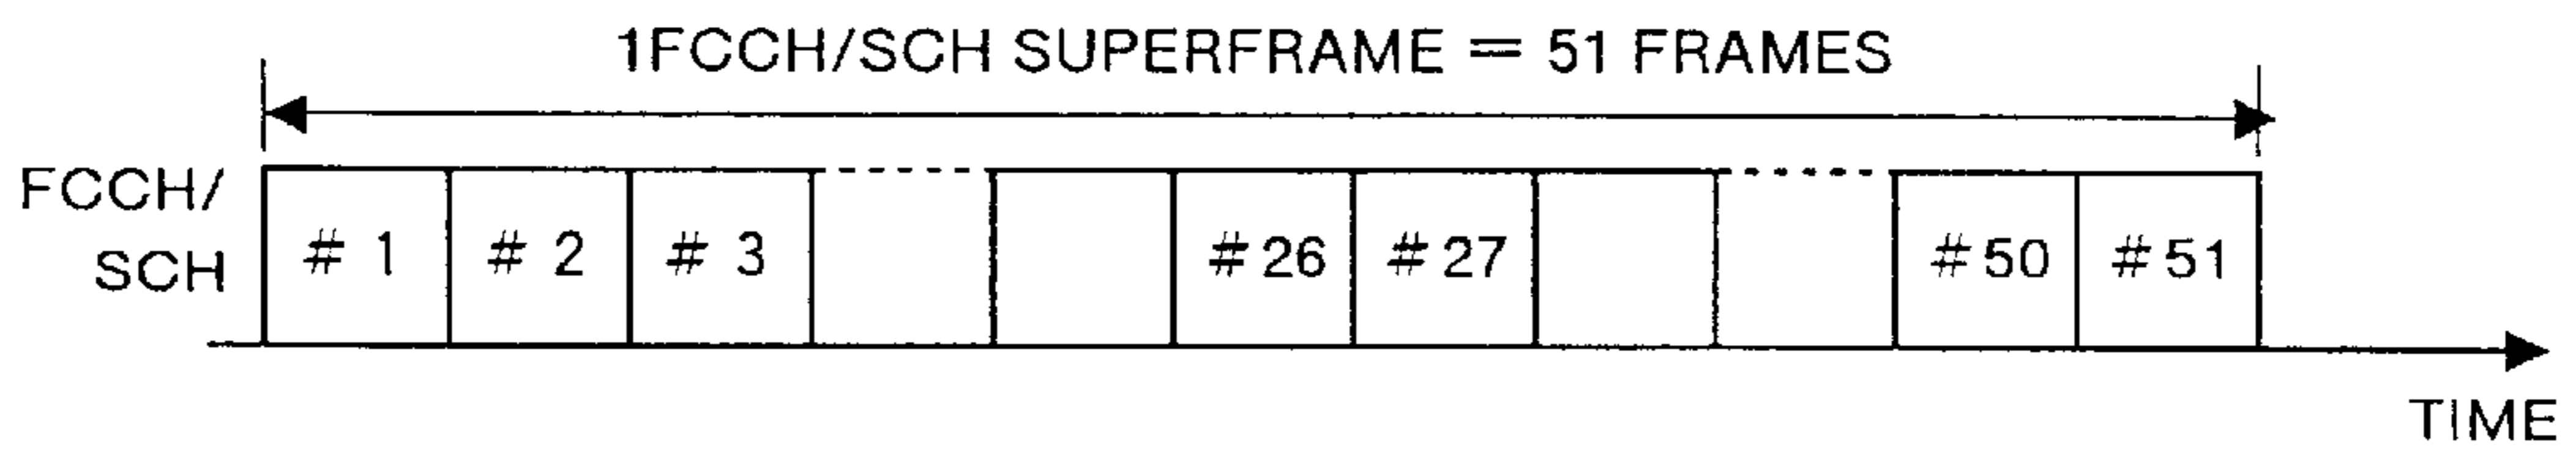 1FCCH/SCH SUPERFRAME = 51 FRAMES
FCCH/
SCH
# 1 # 2 # 3 #26 #27 #50 #51
TIME